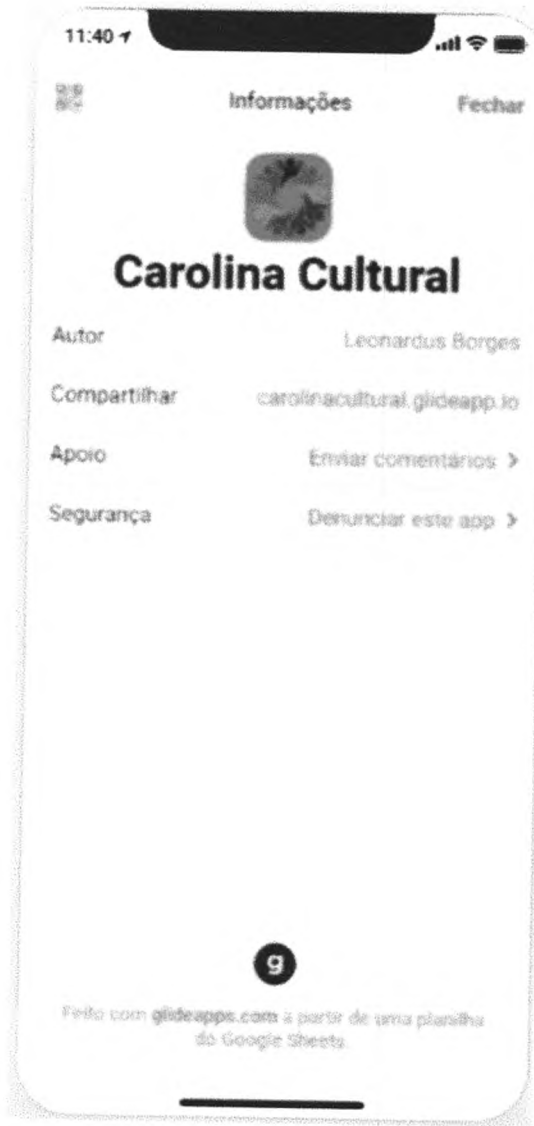 11:40
Informações Fechar
Carolina Cultural
Autor Leonardus Borges
Compartilhar carolinacultural.glideapp.io
Apoio Enviar comentários >
Segurança Denunciar este app >
g
Feito com glideapps.com a partir de uma planilha
do Google Sheets